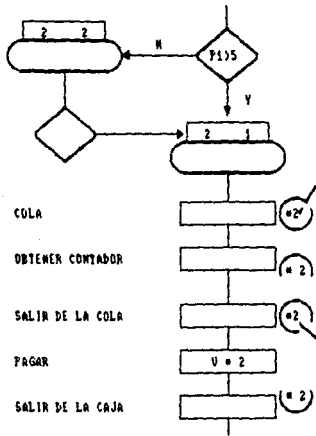 2 2
N
P1>5
Y
2 1
COLA
*2
OBTENER CONTADOR
* 2
SALIR DE LA COLA
*2
PAGAR
U * 2
SALIR DE LA CAJA
* 2